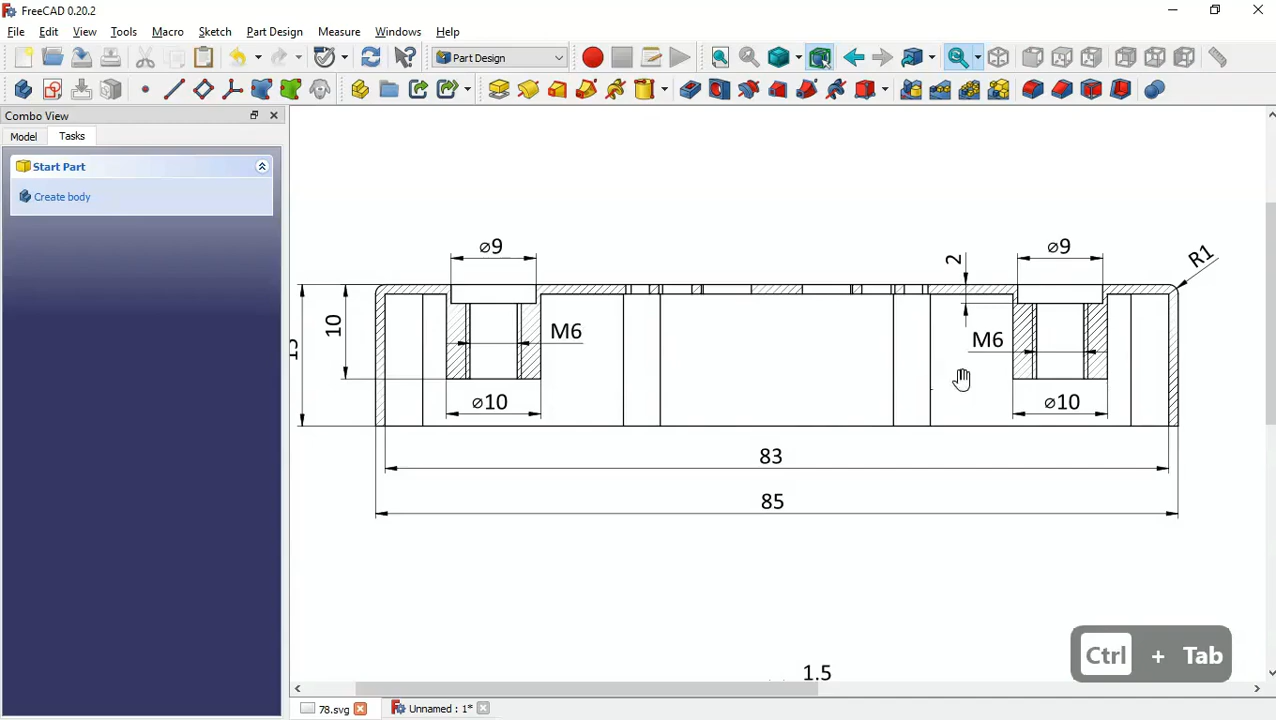 FreeCAD 0.20.2
File Edit View Tools Macro Sketch Part Design Measure Windows Help
Part Design
Combo View
Model Tasks
Start Part
Create body
⌀9 2 ⌀9 R1
10 M6 M6
15
⌀10 ⌀10
83
85
1.5
Ctrl + Tab
78.svg Unnamed : 1*